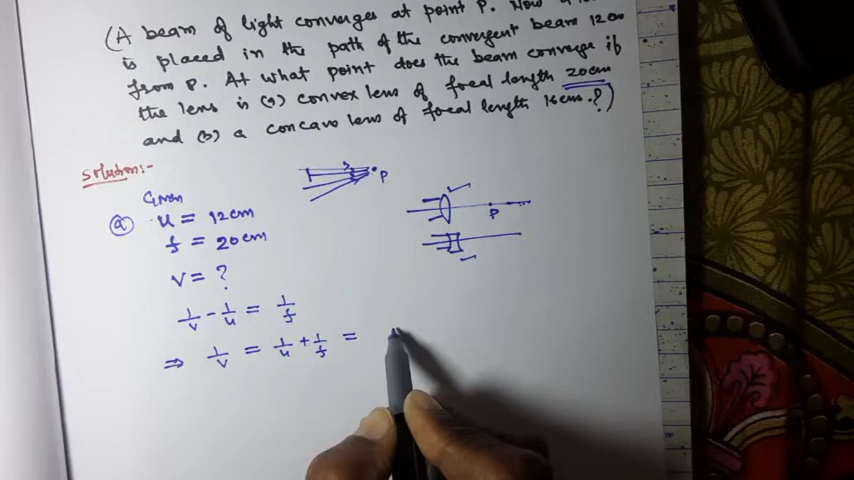 (A beam of light converges at point P. Now a
is placed in the path of the convergent beam 12cm
from P. At what point does the beam converge if
the lens is (a) convex lens of focal length 20cm
and (b) a concave lens of focal length 16cm.?)
Solution:-
P
Given
(a) u = 12cm
P
f = 20cm
v = ?
1/v - 1/u = 1/f
⇒ 1/v = 1/u + 1/f =